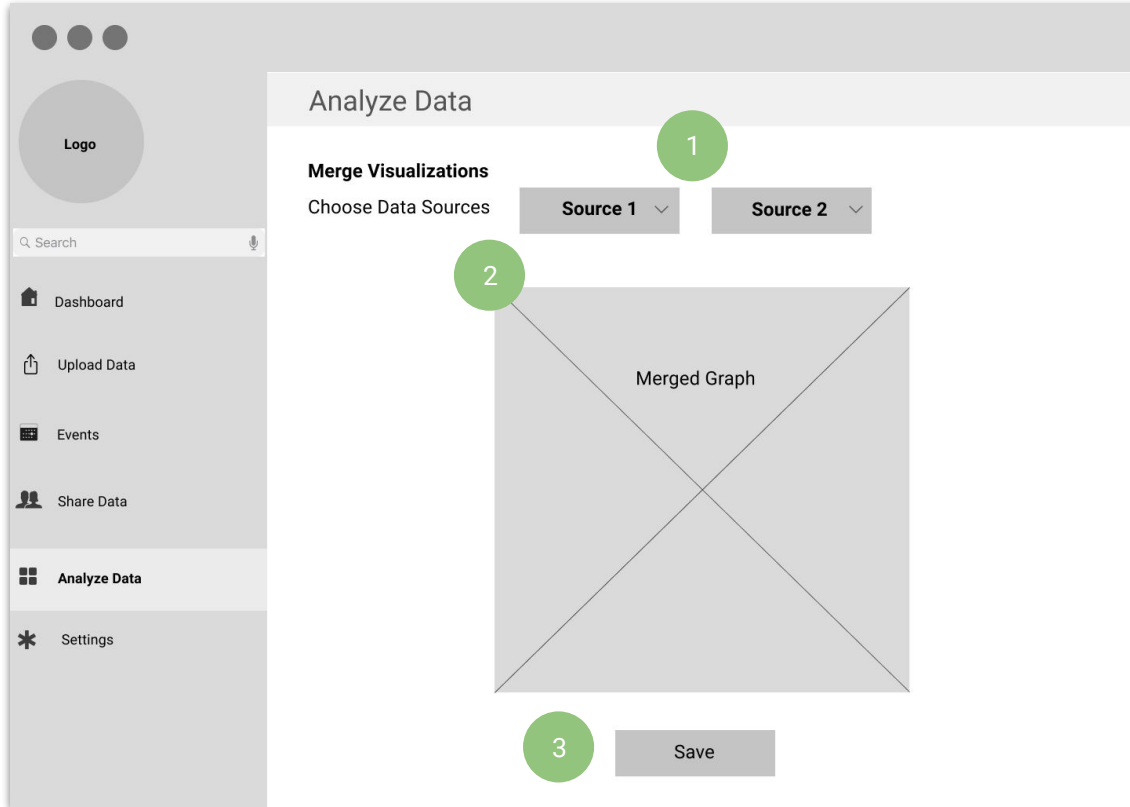 Logo
Search
Dashboard
Upload Data
Events
Share Data
Analyze Data
Settings
Analyze Data
1
Merge Visualizations
Choose Data Sources
Source 1
Source 2
2
Merged Graph
3
Save